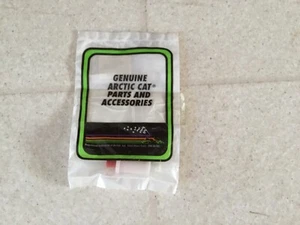 GENUINE
ARCTIC CAT®
PARTS AND
ACCESSORIES